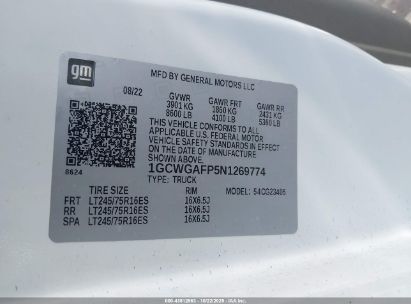 gm
MFD BY GENERAL MOTORS LLC
08/22 GVWR GAWR FRT GAWR RR
3901 KG 1860 KG 2431 KG
8600 LB 4100 LB 5360 LB
THIS VEHICLE CONFORMS TO ALL
APPLICABLE U.S. FEDERAL MOTOR
VEHICLE SAFETY STANDARDS IN EFFECT
ON THE DATE OF MANUFACTURE
SHOWN ABOVE.
1GCWGAFP5N1269774
8624 TYPE: TRUCK MODEL:
TIRE SIZE RIM
FRT LT245/75R16ES 16X6.5J
RR LT245/75R16ES 16X6.5J
SPA LT245/75R16ES 16X6.5J